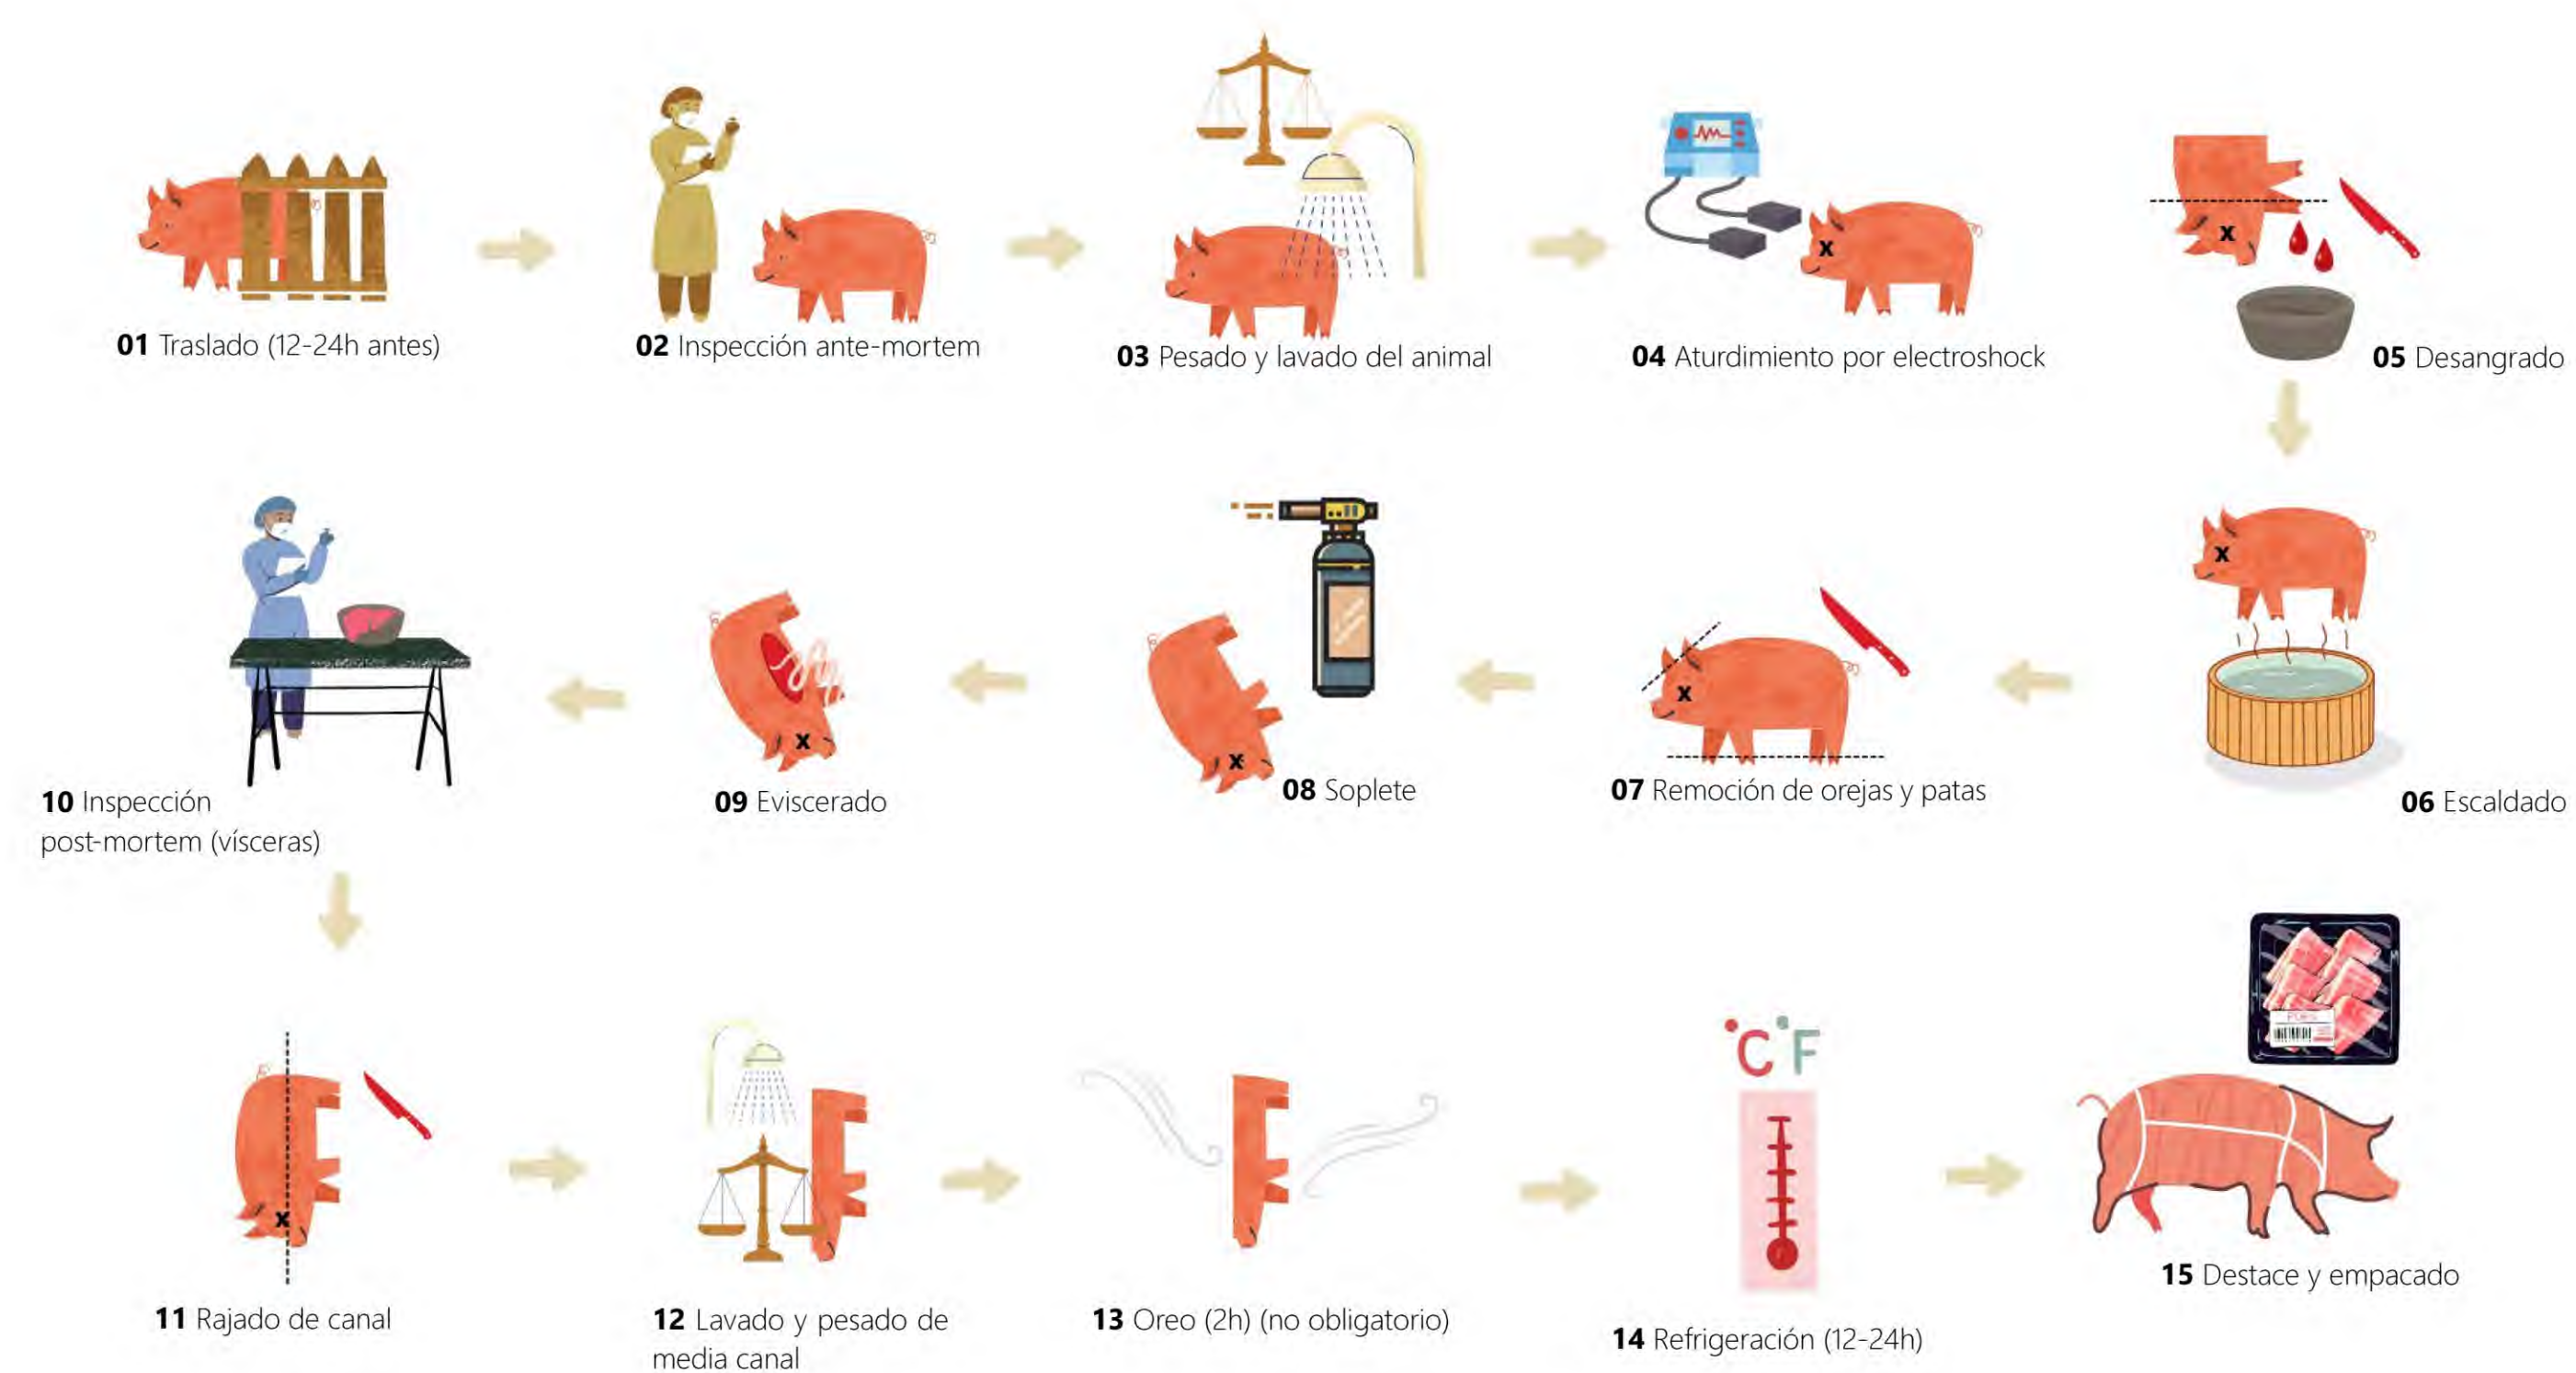 01 Traslado (12-24h antes)
02 Inspección ante-mortem
03 Pesado y lavado del animal
04 Aturdimiento por electroshock
05 Desangrado
06 Escaldado
07 Remoción de orejas y patas
08 Soplete
09 Eviscerado
10 Inspección
post-mortem (vísceras)
11 Rajado de canal
12 Lavado y pesado de
media canal
13 Oreo (2h) (no obligatorio)
°C °F
14 Refrigeración (12-24h)
PORK
15 Destace y empacado